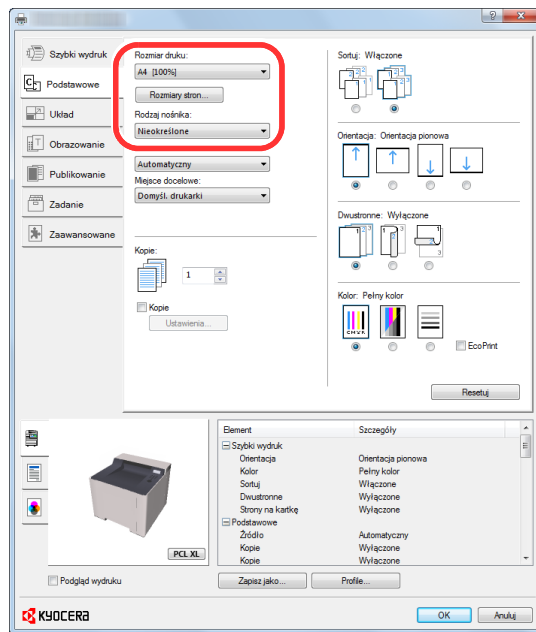 Szybki wydruk
Podstawowe
Układ
Obrazowanie
Publikowanie
Zadanie
Zaawansowane
Rozmiar druku:
A4 [100%]
Rozmiary stron...
Rodzaj nośnika:
Nieokreślone
Automatyczny
Miejsce docelowe:
Domyśl. drukarki
Kopie:
1
Kopie
Ustawienia...
Sortuj: Włączone
Orientacja: Orientacja pionowa
Dwustronne: Wyłączone
Kolor: Pełny kolor
CMYK
EcoPrint
Resetuj
PCL XL
Podgląd wydruku
Element Szczegóły
Szybki wydruk
Orientacja Orientacja pionowa
Kolor Pełny kolor
Sortuj Włączone
Dwustronne Wyłączone
Strony na kartkę Wyłączone
Podstawowe
Źródło Automatyczny
Kopie Wyłączone
Kopie Wyłączone
Zapisz jako... Profile...
KYOCERA
OK Anuluj